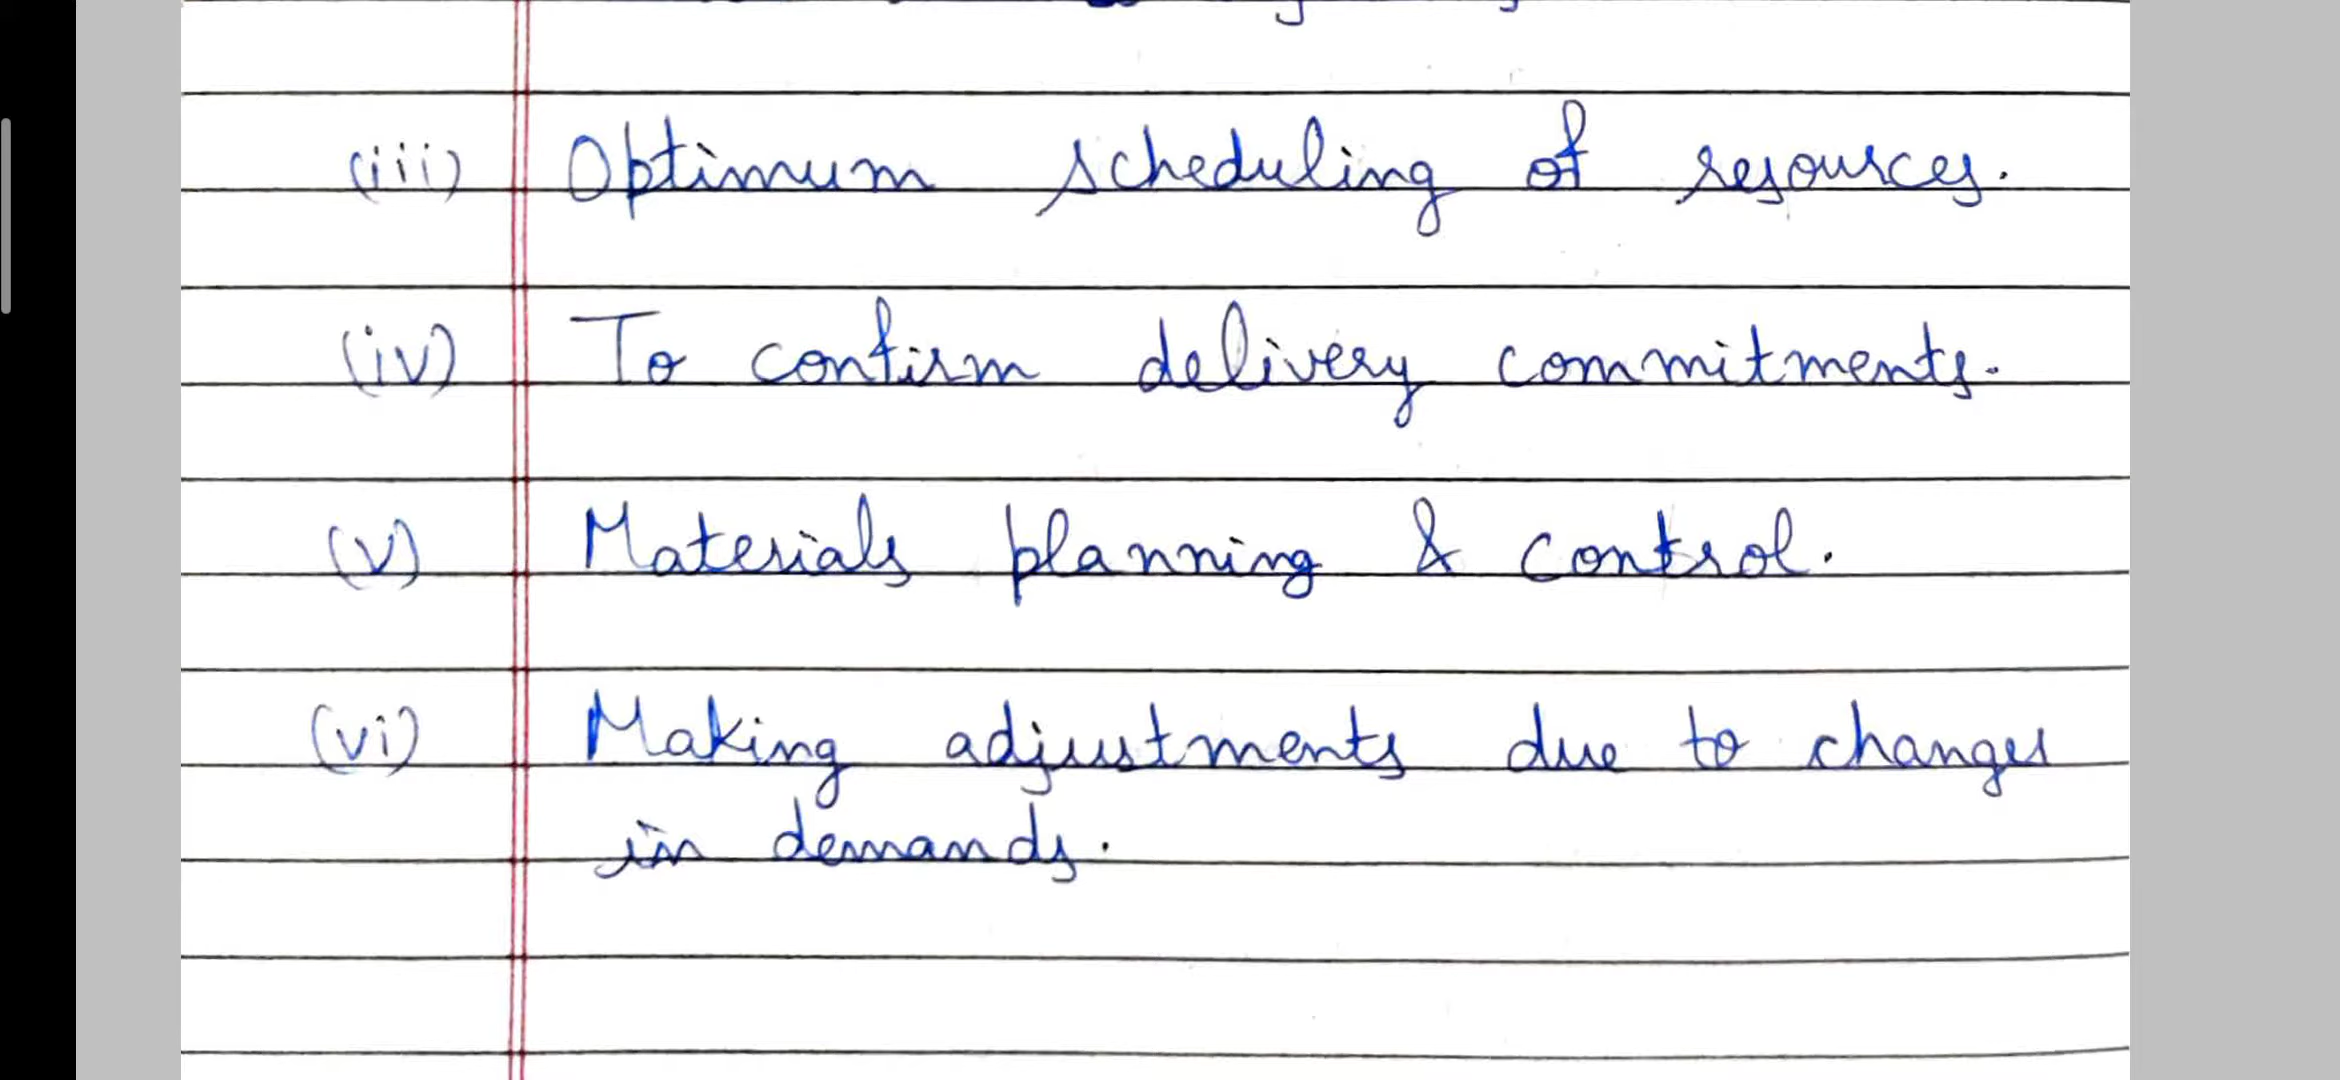 (iii) Optimum scheduling of resources.
(iv) To confirm delivery commitments.
(v) Materials planning & control.
(vi) Making adjustments due to changes
in demands.